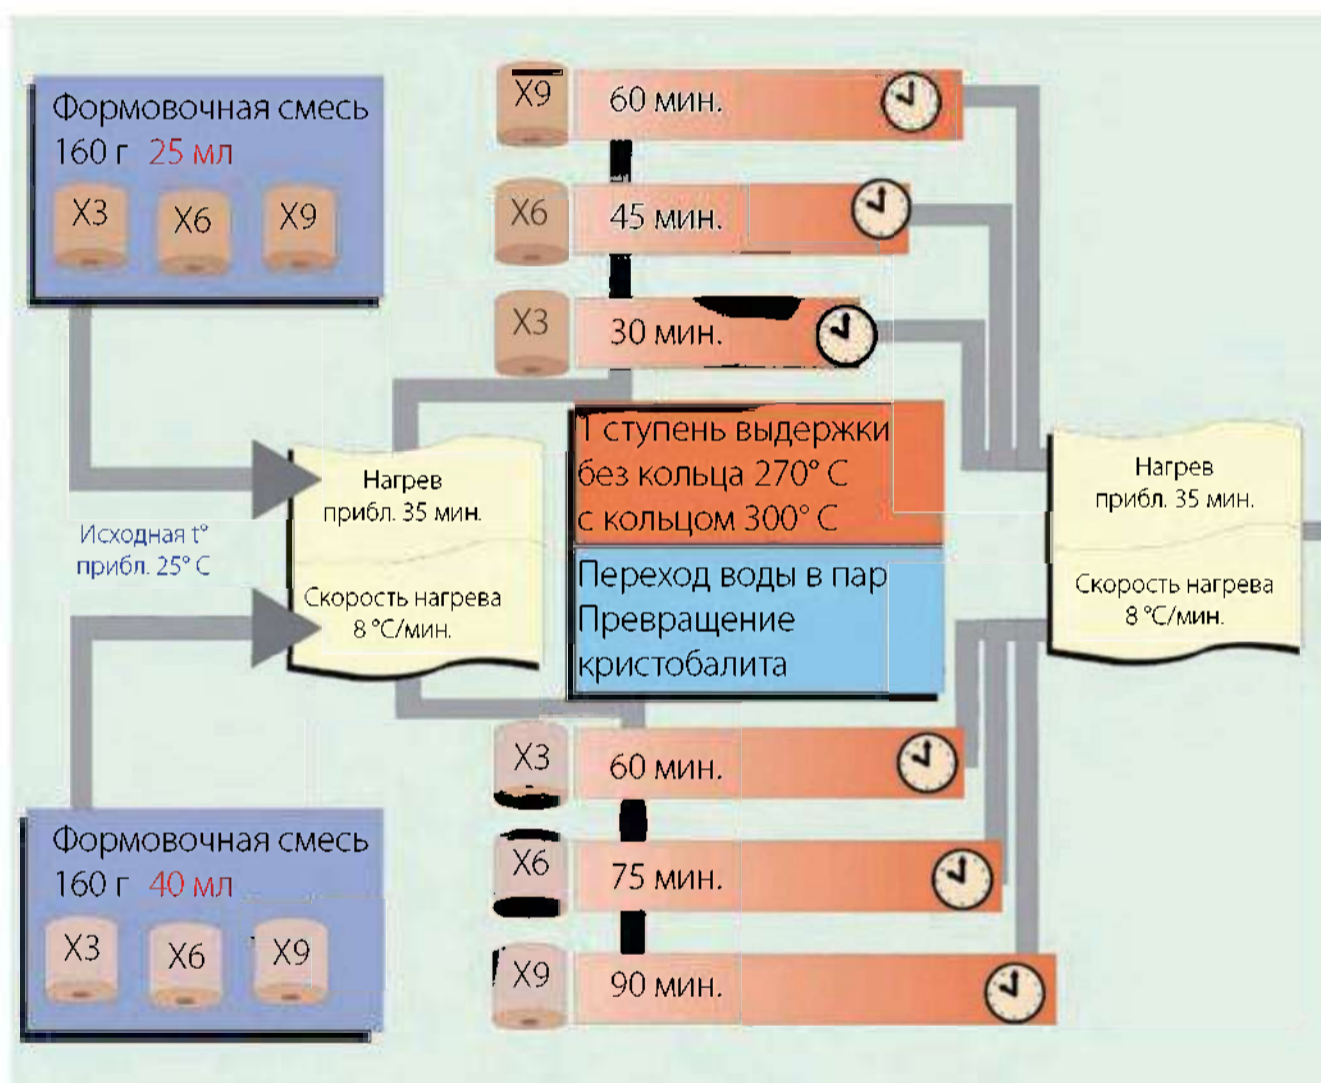 Формовочная смесь
160 г 25 мл
X3 X6 X9
X9 60 мин.
X6 45 мин.
X3 30 мин.
Исходная t°
прибл. 25° C
Нагрев
прибл. 35 мин.
Скорость нагрева
8 °C/мин.
1 ступень выдержки
без кольца 270° C
с кольцом 300° C
Переход воды в пар
Превращение
кристобалита
Нагрев
прибл. 35 мин.
Скорость нагрева
8 °C/мин.
Формовочная смесь
160 г 40 мл
X3 X6 X9
X3 60 мин.
X6 75 мин.
X9 90 мин.